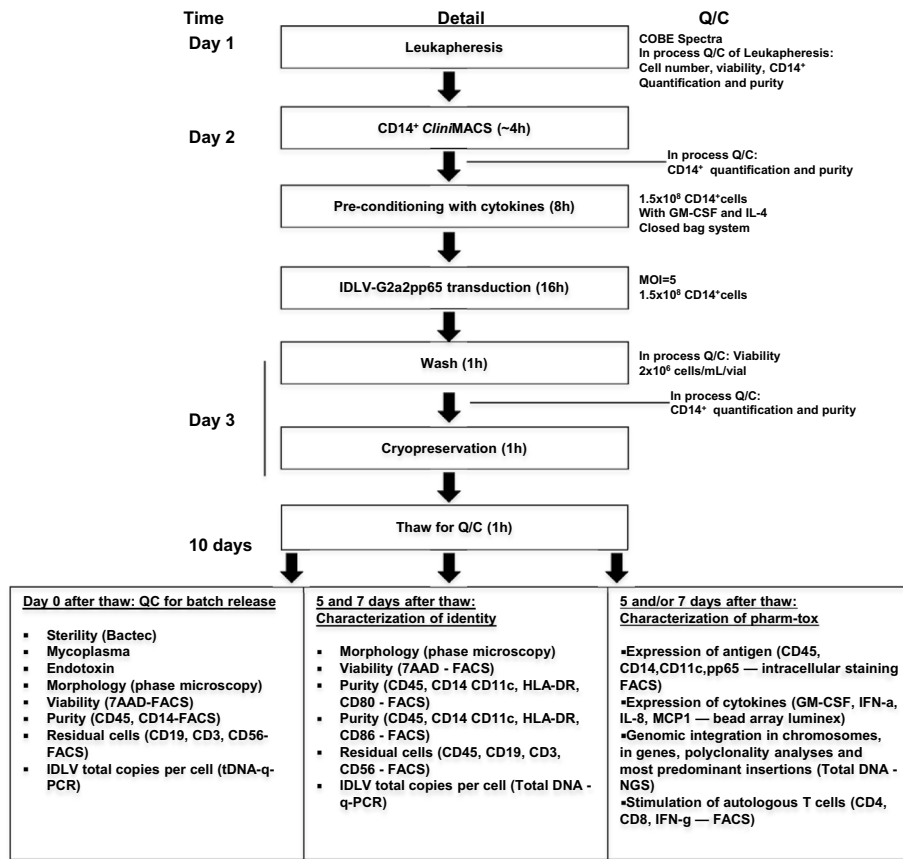 Time Detail Q/C
Day 1
Leukapheresis
COBE Spectra
In process Q/C of Leukapheresis:
Cell number, viability, CD14⁺
Quantification and purity
Day 2
CD14⁺ CliniMACS (~4h)
In process Q/C:
CD14⁺ quantification and purity
Pre-conditioning with cytokines (8h)
1.5x10⁸ CD14⁺cells
With GM-CSF and IL-4
Closed bag system
IDLV-G2a2pp65 transduction (16h)
MOI=5
1.5x10⁸ CD14⁺cells
Wash (1h)
In process Q/C: Viability
2x10⁶ cells/mL/vial
Day 3
In process Q/C:
CD14⁺ quantification and purity
Cryopreservation (1h)
Thaw for Q/C (1h)
10 days
Day 0 after thaw: QC for batch release
▪ Sterility (Bactec)
▪ Mycoplasma
▪ Endotoxin
▪ Morphology (phase microscopy)
▪ Viability (7AAD-FACS)
▪ Purity (CD45, CD14-FACS)
▪ Residual cells (CD19, CD3, CD56-
FACS)
▪ IDLV total copies per cell (tDNA-q-
PCR)
5 and 7 days after thaw:
Characterization of identity
▪ Morphology (phase microscopy)
▪ Viability (7AAD - FACS)
▪ Purity (CD45, CD14 CD11c, HLA-DR,
CD80 - FACS)
▪ Purity (CD45, CD14 CD11c, HLA-DR,
CD86 - FACS)
▪ Residual cells (CD45, CD19, CD3,
CD56 - FACS)
▪ IDLV total copies per cell (Total DNA -
q-PCR)
5 and/or 7 days after thaw:
Characterization of pharm-tox
▪Expression of antigen (CD45,
CD14,CD11c,pp65 — intracellular staining
FACS)
▪Expression of cytokines (GM-CSF, IFN-a,
IL-8, MCP1 — bead array luminex)
▪Genomic integration in chromosomes,
in genes, polyclonality analyses and
most predominant insertions
(Total DNA - NGS)
▪Stimulation of autologous T cells (CD4,
CD8, IFN-g — FACS)